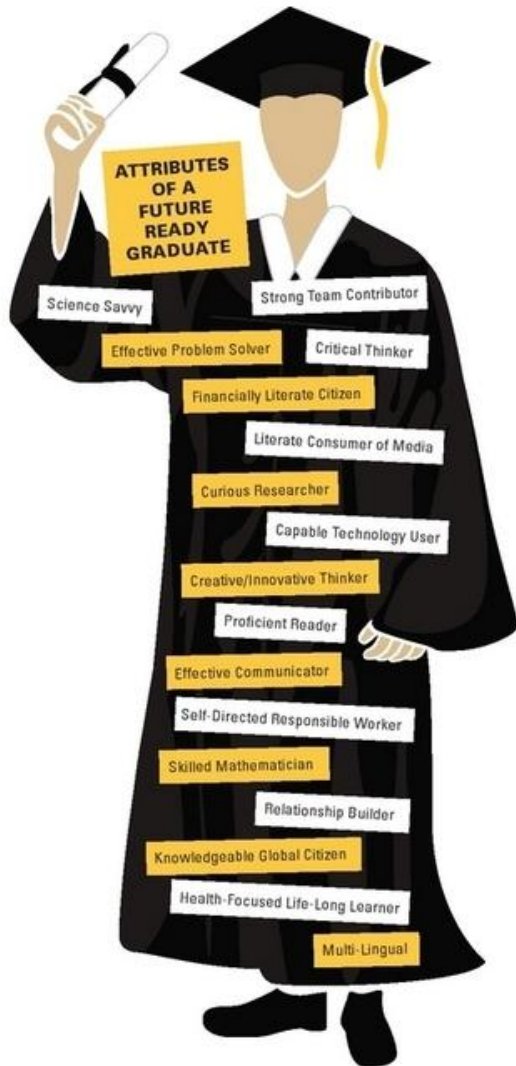 ATTRIBUTES
OF A
FUTURE
READY
GRADUATE
Science Savvy
Strong Team Contributor
Effective Problem Solver
Critical Thinker
Financially Literate Citizen
Literate Consumer of Media
Curious Researcher
Capable Technology User
Creative/Innovative Thinker
Proficient Reader
Effective Communicator
Self-Directed Responsible Worker
Skilled Mathematician
Relationship Builder
Knowledgeable Global Citizen
Health-Focused Life-Long Learner
Multi-Lingual